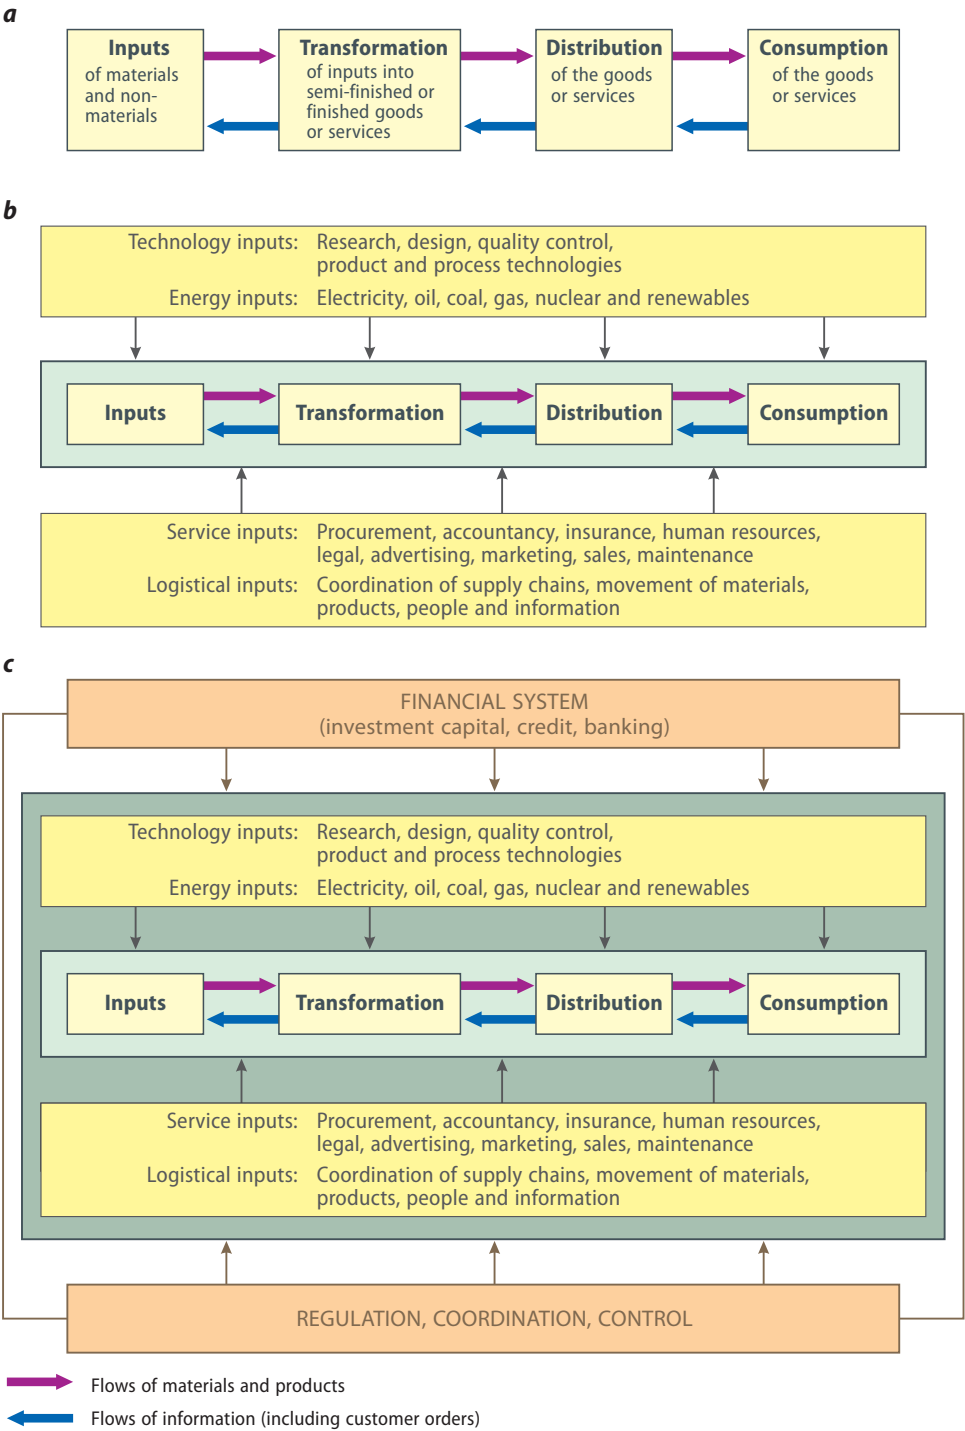 a
Inputs
of materials
and non-
materials
Transformation
of inputs into
semi-finished or
finished goods
or services
Distribution
of the goods
or services
Consumption
of the goods
or services
b
Technology inputs: Research, design, quality control,
product and process technologies
Energy inputs: Electricity, oil, coal, gas, nuclear and renewables
Inputs
Transformation
Distribution
Consumption
Service inputs: Procurement, accountancy, insurance, human resources,
legal, advertising, marketing, sales, maintenance
Logistical inputs: Coordination of supply chains, movement of materials,
products, people and information
c
FINANCIAL SYSTEM
(investment capital, credit, banking)
Technology inputs: Research, design, quality control,
product and process technologies
Energy inputs: Electricity, oil, coal, gas, nuclear and renewables
Inputs
Transformation
Distribution
Consumption
Service inputs: Procurement, accountancy, insurance, human resources,
legal, advertising, marketing, sales, maintenance
Logistical inputs: Coordination of supply chains, movement of materials,
products, people and information
REGULATION, COORDINATION, CONTROL
Flows of materials and products
Flows of information (including customer orders)